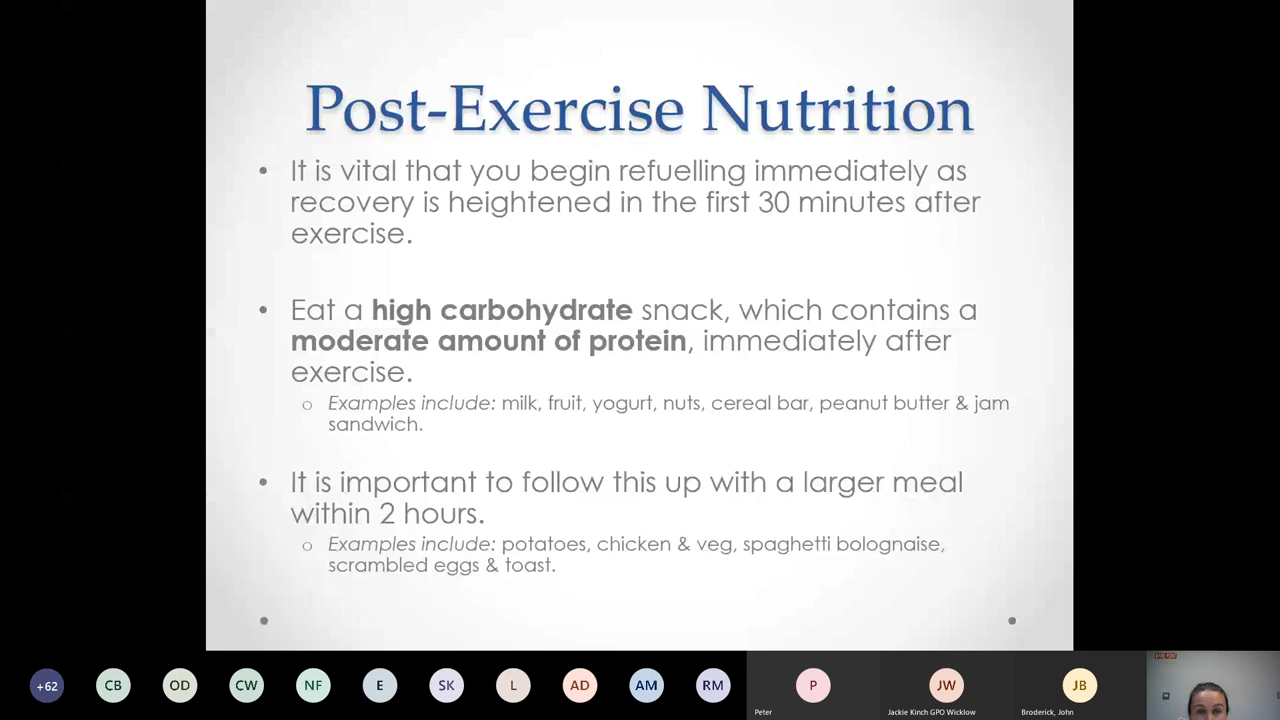 Post-Exercise Nutrition
• It is vital that you begin refuelling immediately as
recovery is heightened in the first 30 minutes after
exercise.
• Eat a high carbohydrate snack, which contains a
moderate amount of protein, immediately after
exercise.
o Examples include: milk, fruit, yogurt, nuts, cereal bar, peanut butter & jam
sandwich.
• It is important to follow this up with a larger meal
within 2 hours.
o Examples include: potatoes, chicken & veg, spaghetti bolognaise,
scrambled eggs & toast.
+62 CB OD CW NF E SK L AD AM RM P JW JB
Peter Jackie Kinch GPO Wicklow Broderick, John